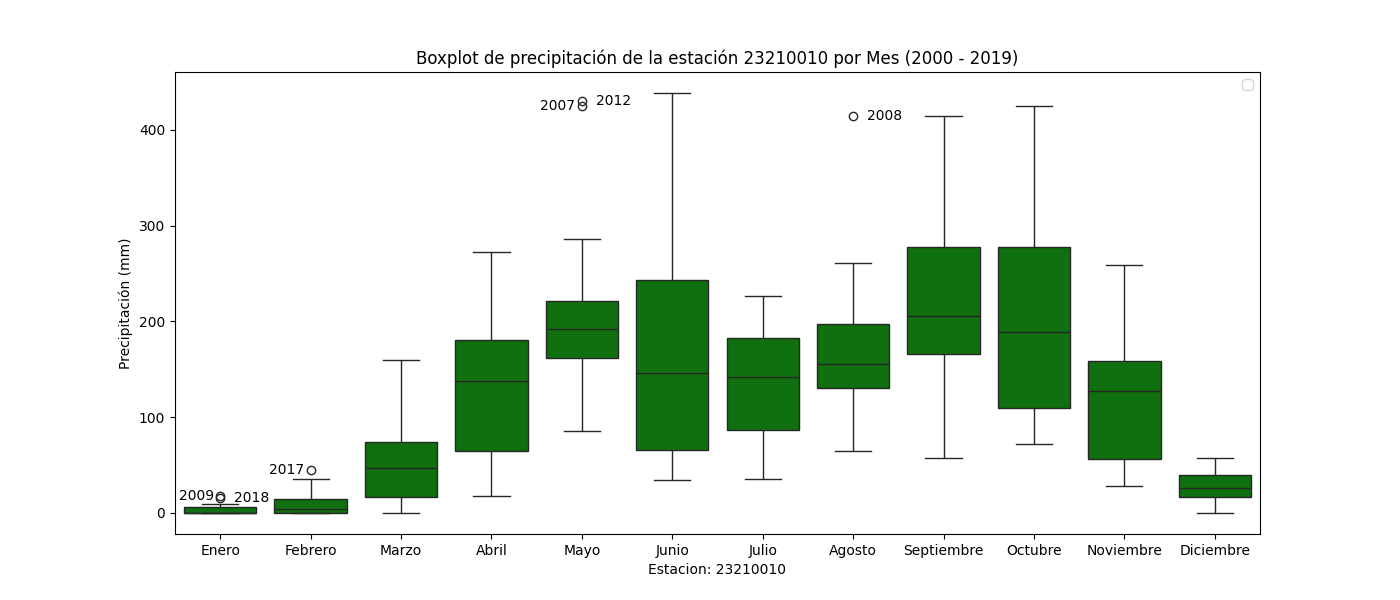 Boxplot de precipitación de la estación 23210010 por Mes (2000 - 2019)
Precipitación (mm)
400
300
200
100
0
2009
2018
2017
2007
2012
2008
Enero Febrero Marzo Abril Mayo Junio Julio Agosto Septiembre Octubre Noviembre Diciembre
Estacion: 23210010